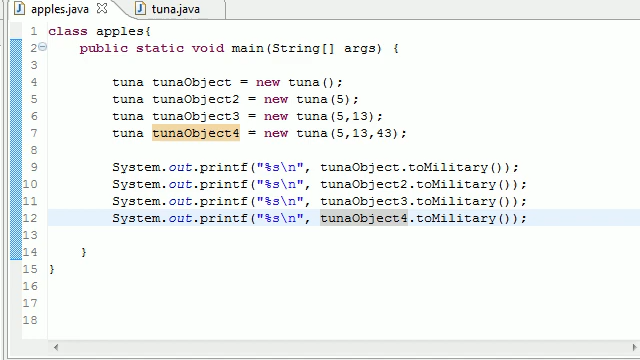 apples.java tuna.java
1 class apples{
2 public static void main(String[] args) {
3
4 tuna tunaObject = new tuna();
5 tuna tunaObject2 = new tuna(5);
6 tuna tunaObject3 = new tuna(5,13);
7 tuna tunaObject4 = new tuna(5,13,43);
8
9 System.out.printf("%s\n", tunaObject.toMilitary());
10 System.out.printf("%s\n", tunaObject2.toMilitary());
11 System.out.printf("%s\n", tunaObject3.toMilitary());
12 System.out.printf("%s\n", tunaObject4.toMilitary());
13
14 }
15 }
16
17
18